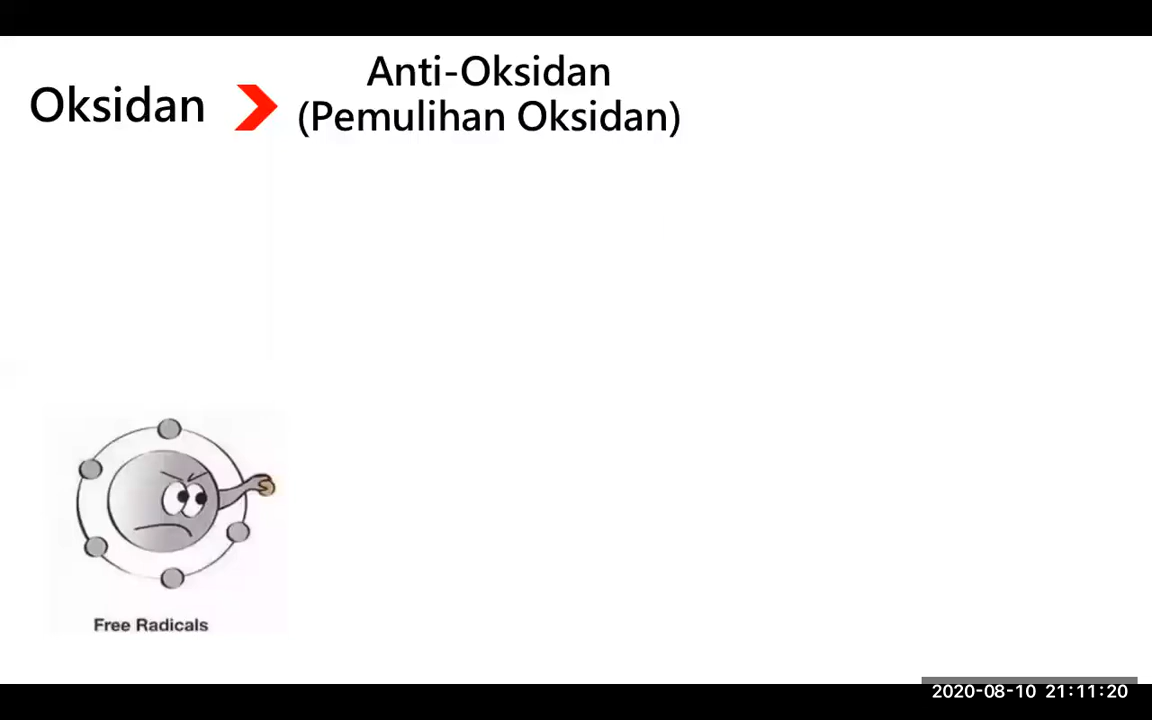 Oksidan
Anti-Oksidan
(Pemulihan Oksidan)
Free Radicals
2020-08-10 21:11:20